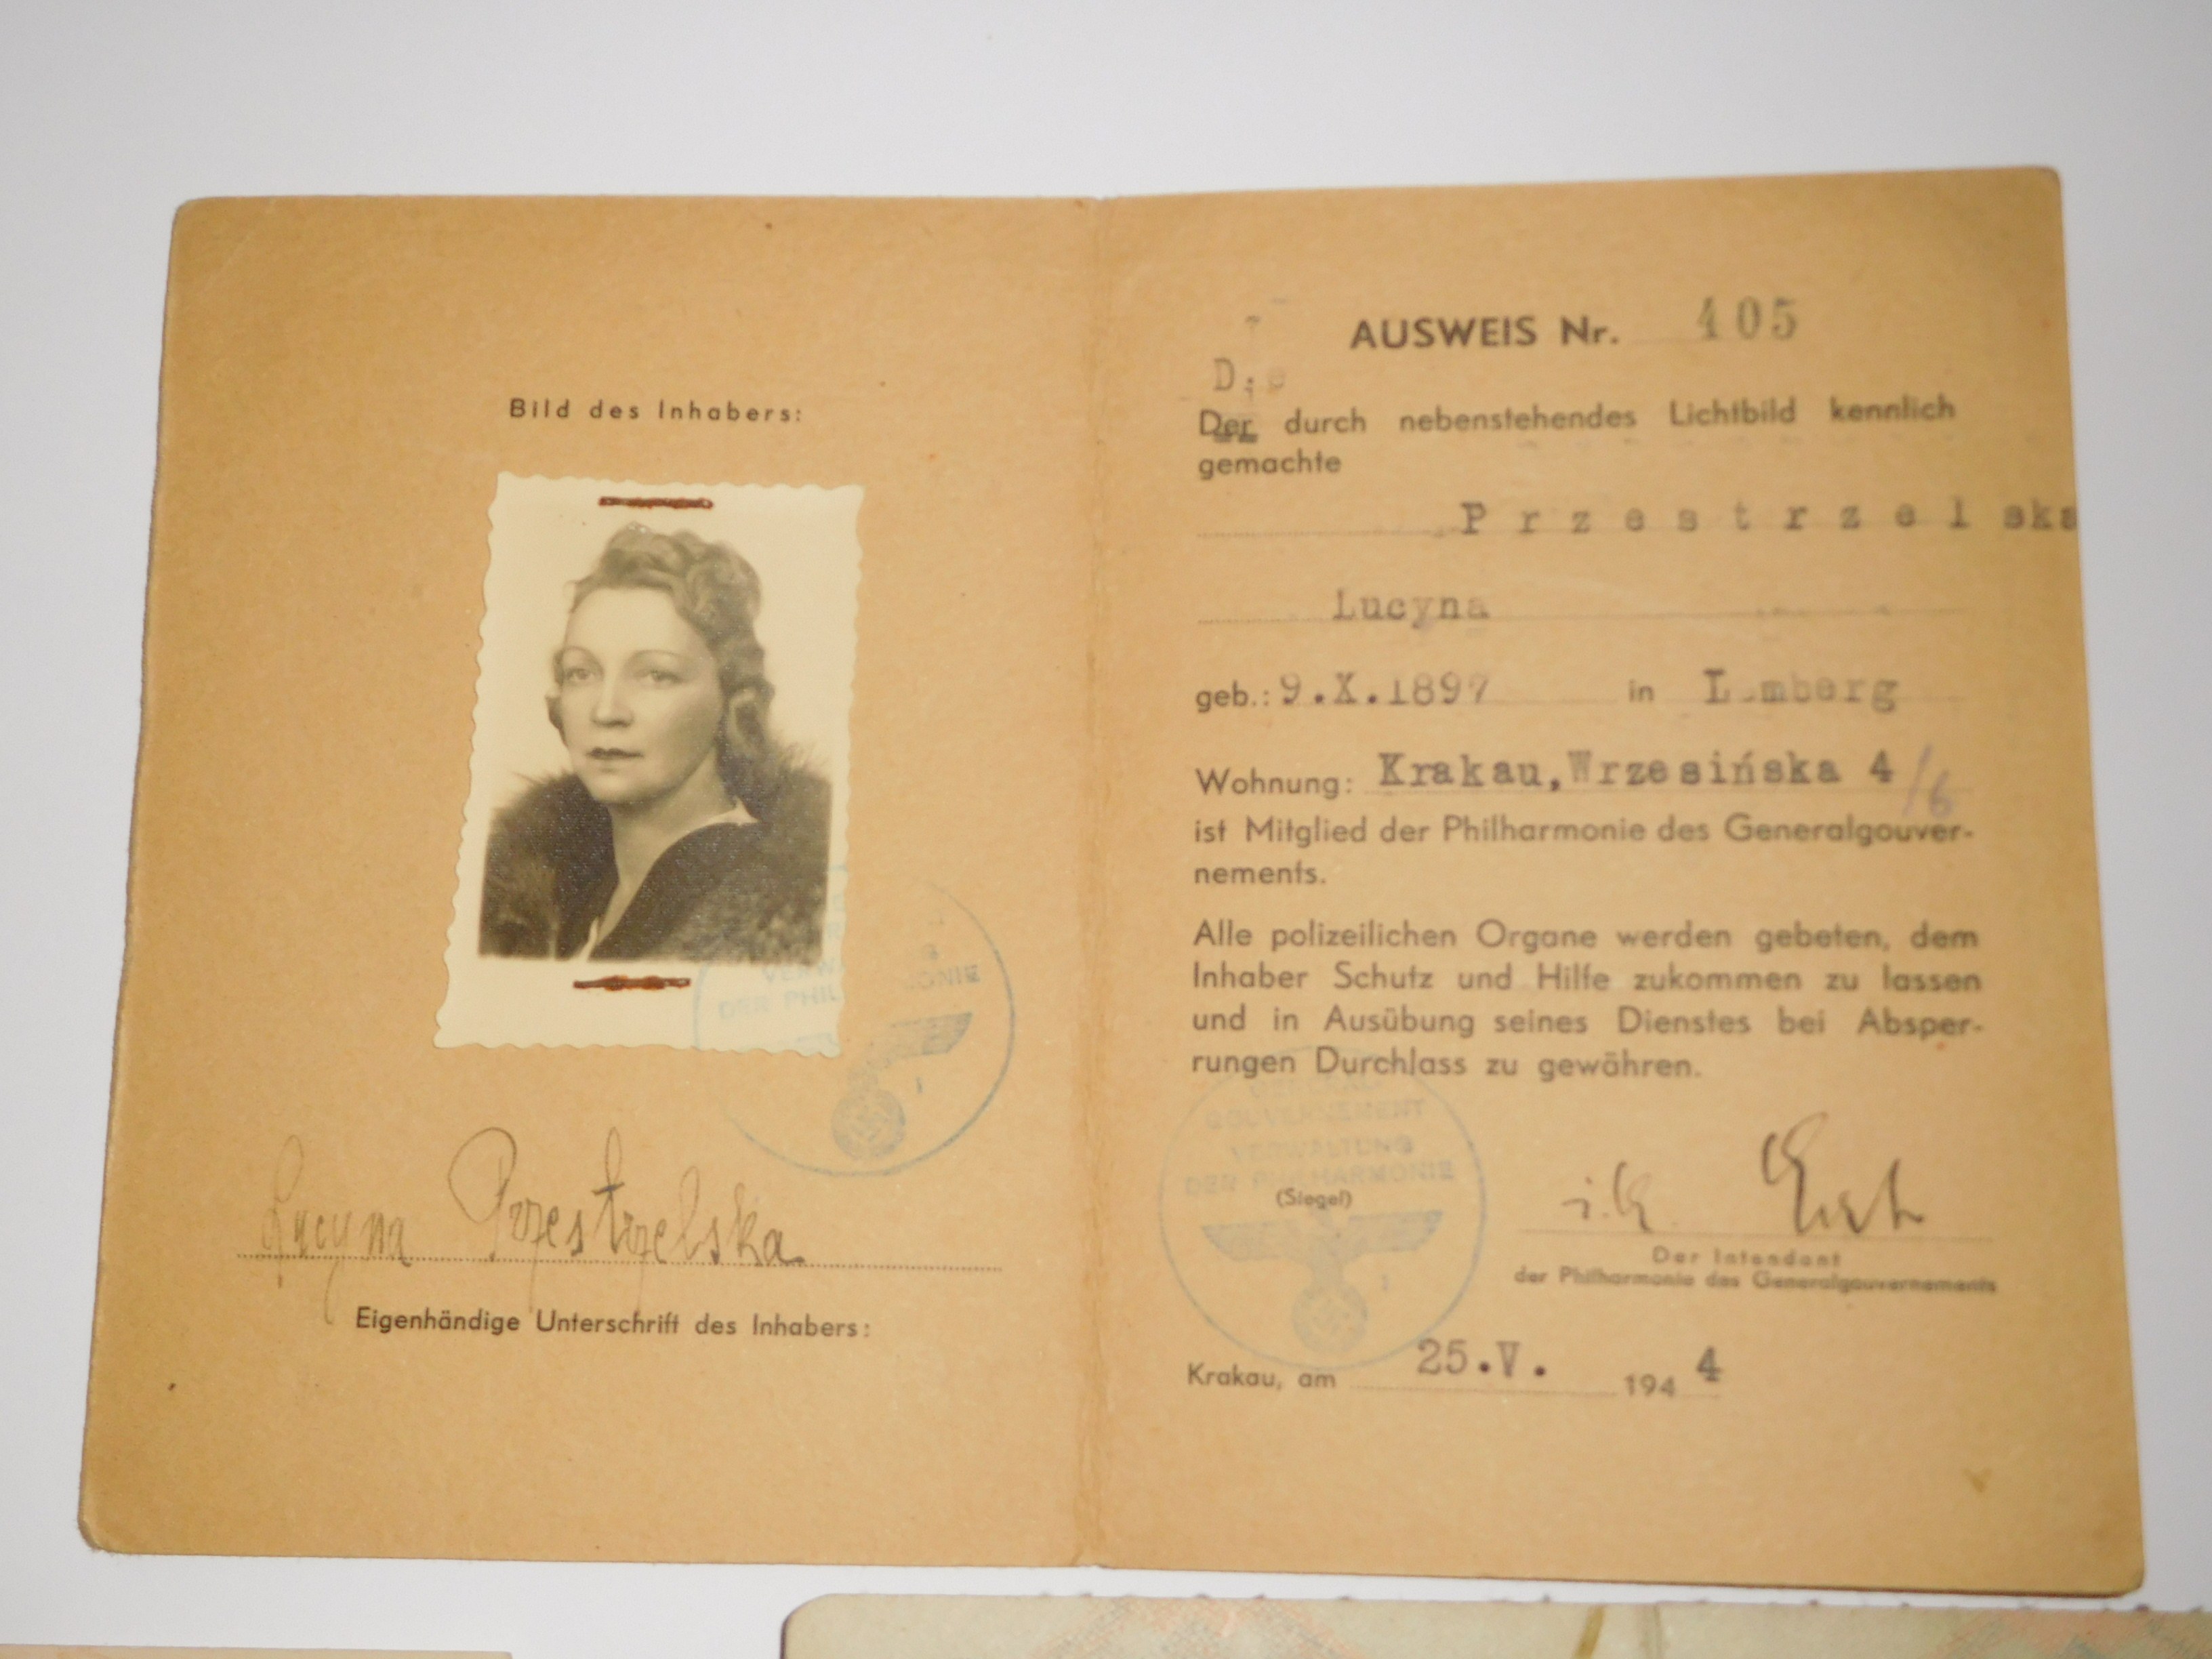 Bild des Inhabers:
Lucyna Przestrzelska
Eigenhändige Unterschrift des Inhabers:
AUSWEIS Nr. 405
Die
Der durch nebenstehendes Lichtbild kennlich
gemachte
Przestrzelska
Lucyna
geb.: 9.X.1897 in Lemberg
Wohnung: Krakau, Wrzesińska 4/6
ist Mitglied der Philharmonie des Generalgouver-
nements.
Alle polizeilichen Organe werden gebeten, dem
Inhaber Schutz und Hilfe zukommen zu lassen
und in Ausübung seines Dienstes bei Absper-
rungen Durchlass zu gewähren.
GOUVERNEMENT
VERWALTUNG
DER PHILHARMONIE
(Siegel)
Der Intendant
der Philharmonie des Generalgouvernements
Krakau, am 25.V. 1944